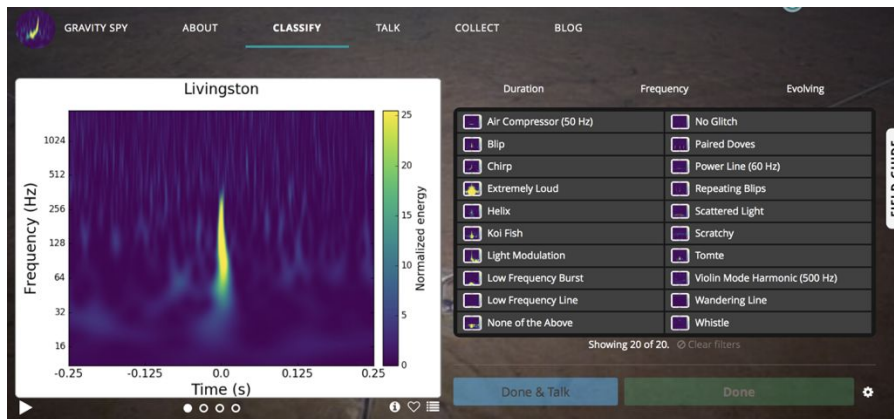 GRAVITY SPY ABOUT CLASSIFY TALK COLLECT BLOG
Livingston
Frequency (Hz)
1024
512
256
128
64
32
16
-0.25 -0.125 0.0 0.125 0.25
Time (s)
25
20
15
10
5
0
Normalized energy
Duration Frequency Evolving
Air Compressor (50 Hz) No Glitch
Blip Paired Doves
Chirp Power Line (60 Hz)
Extremely Loud Repeating Blips
Helix Scattered Light
Koi Fish Scratchy
Light Modulation Tomte
Low Frequency Burst Violin Mode Harmonic (500 Hz)
Low Frequency Line Wandering Line
None of the Above Whistle
Showing 20 of 20. Clear filters
Done & Talk Done
FIELD GUIDE